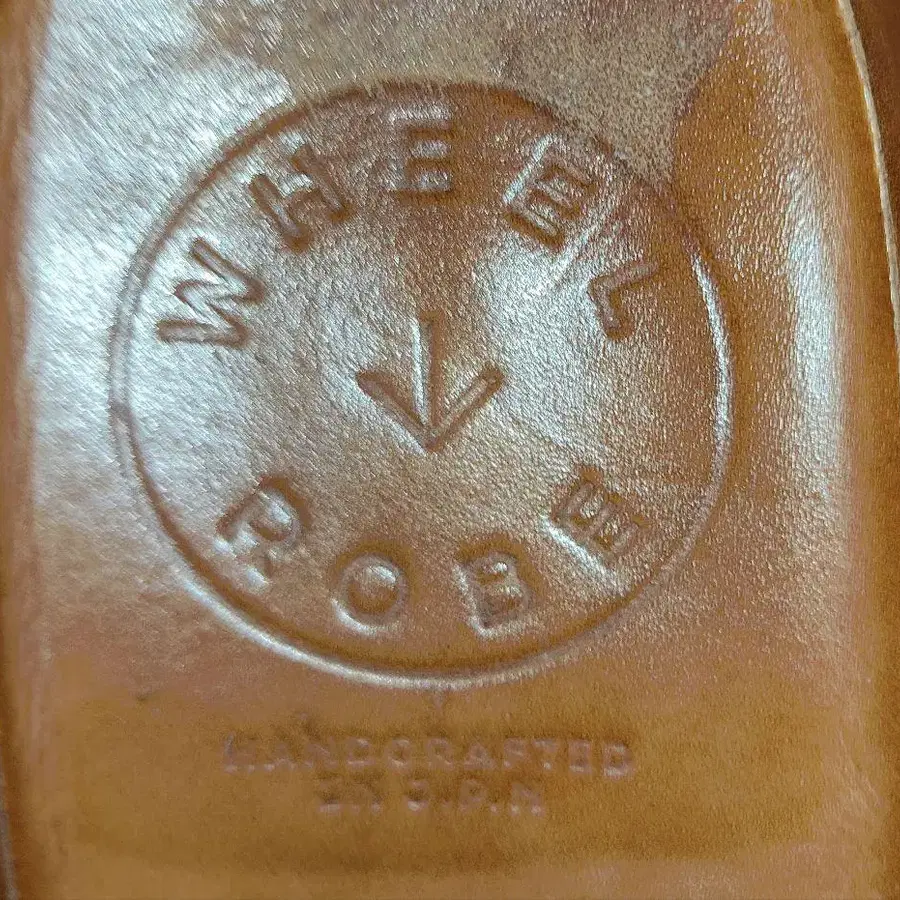 WHEEL
ROBE
HANDCRAFTED
IN J.P.N